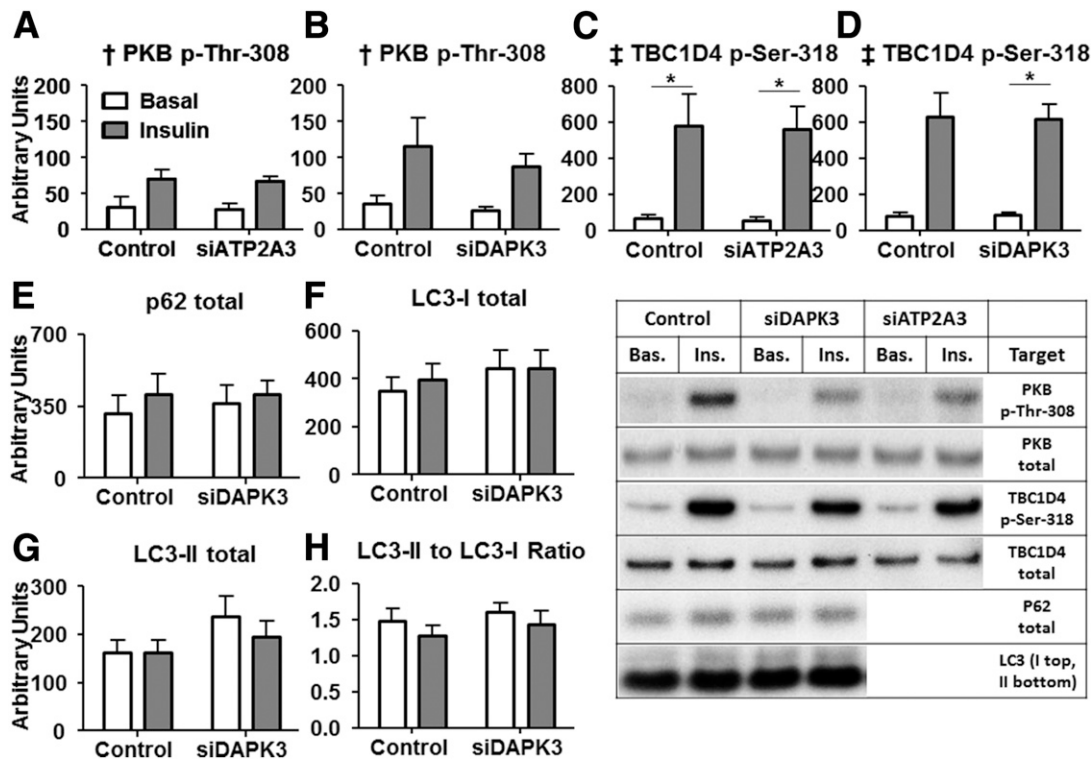 A
† PKB p-Thr-308
Arbitrary Units
200
150
100
50
0
Basal
Insulin
Control
siATP2A3
B
† PKB p-Thr-308
200
150
100
50
0
Control
siDAPK3
C
‡ TBC1D4 p-Ser-318
800
600
400
200
0
*
*
Control
siATP2A3
D
‡ TBC1D4 p-Ser-318
800
600
400
200
0
*
Control
siDAPK3
E
p62 total
Arbitrary Units
700
350
0
Control
siDAPK3
F
LC3-I total
600
400
200
0
Control
siDAPK3
G
LC3-II total
Arbitrary Units
300
200
100
0
Control
siDAPK3
H
LC3-II to LC3-I Ratio
2.0
1.5
1.0
0.5
0.0
Control
siDAPK3
Control siDAPK3 siATP2A3
Bas. Ins. Bas. Ins. Bas. Ins. Target
PKB
p-Thr-308
PKB
total
TBC1D4
p-Ser-318
TBC1D4
total
P62
total
LC3 (I top,
II bottom)